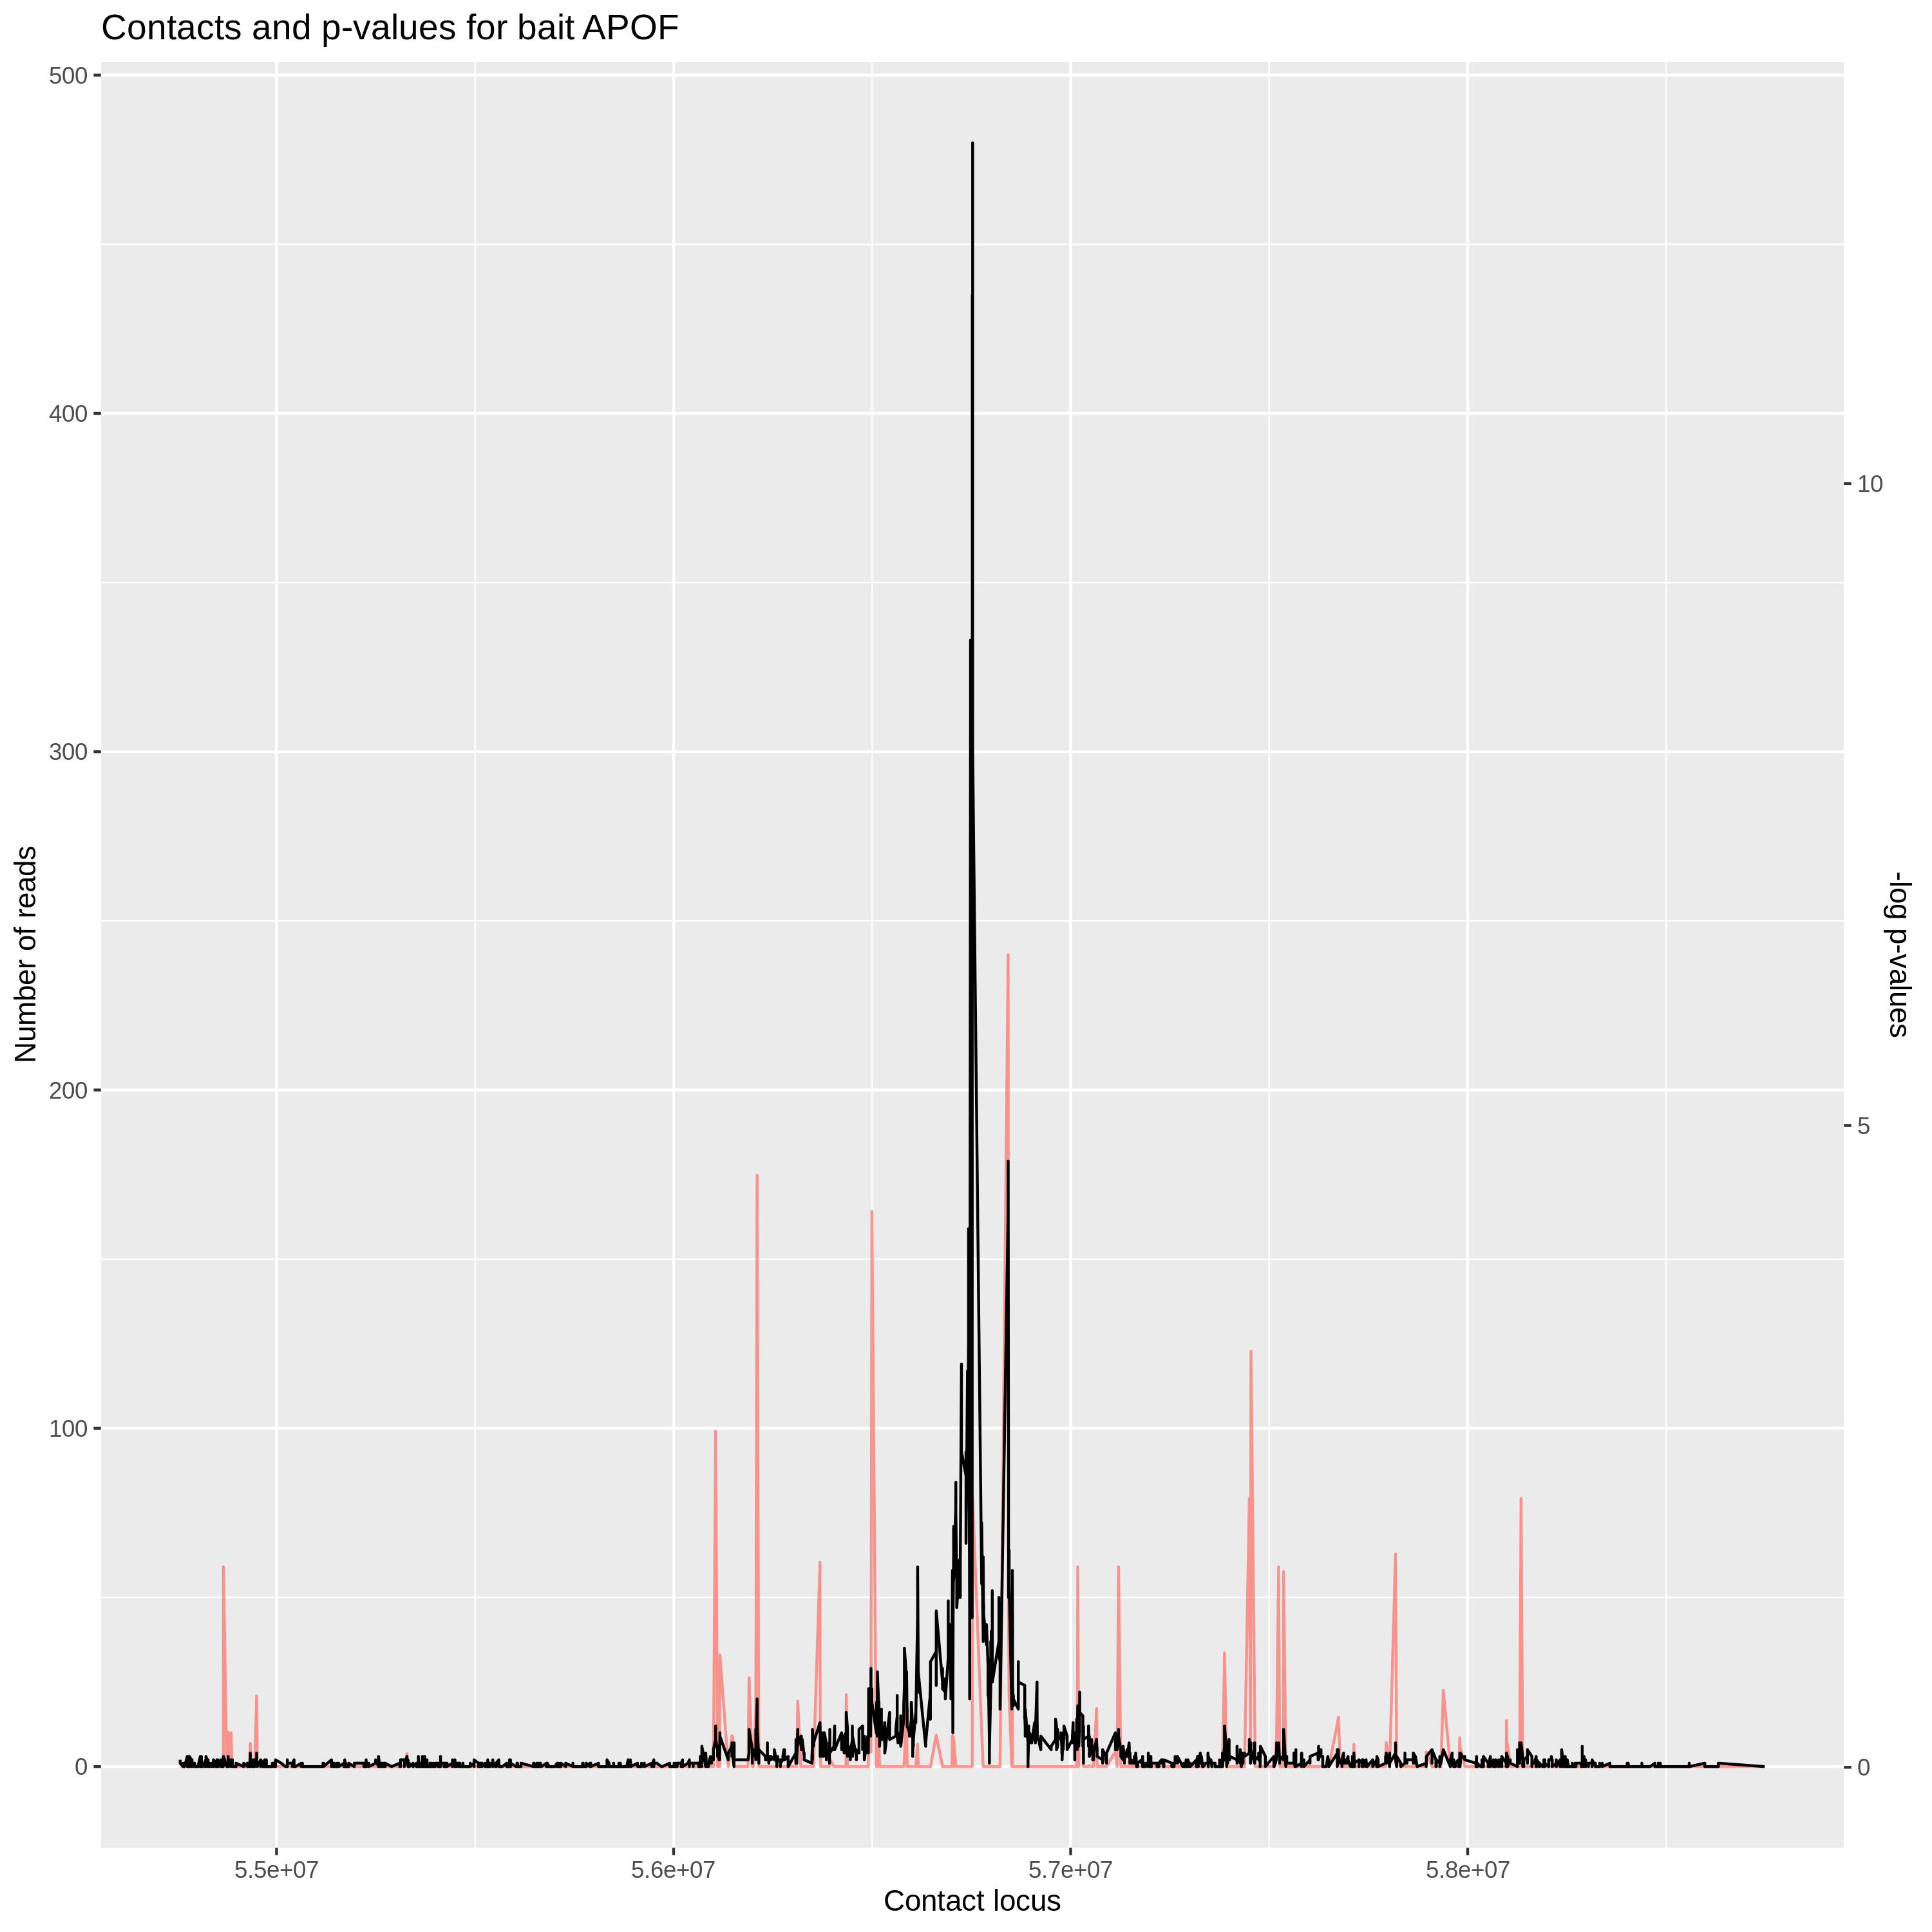 Contacts and p-values for bait APOF
500
400
300
200
100
0
Number of reads
10
5
0
-log p-values
5.5e+07
5.6e+07
5.7e+07
5.8e+07
Contact locus